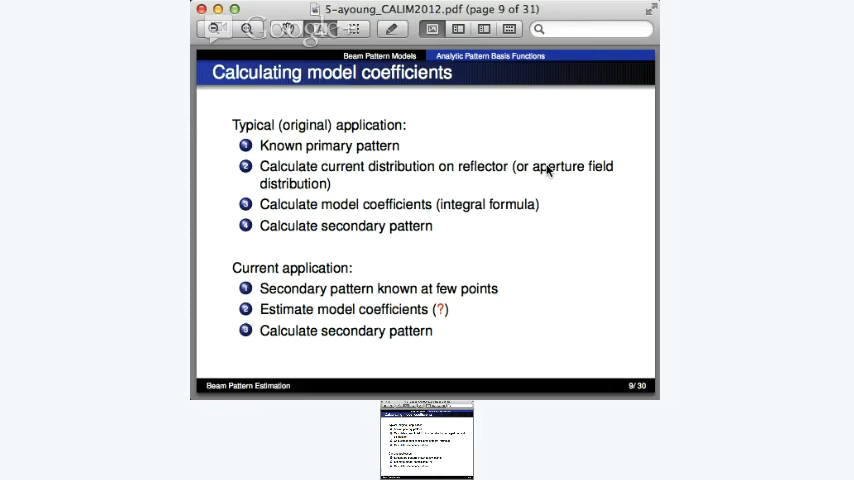 5-ayoung_CALIM2012.pdf (page 9 of 31)
Google+
Beam Pattern Models Analytic Pattern Basis Functions
Calculating model coefficients
Typical (original) application:
1 Known primary pattern
2 Calculate current distribution on reflector (or aperture field
distribution)
3 Calculate model coefficients (integral formula)
4 Calculate secondary pattern
Current application:
1 Secondary pattern known at few points
2 Estimate model coefficients (?)
3 Calculate secondary pattern
Beam Pattern Estimation 9/ 30